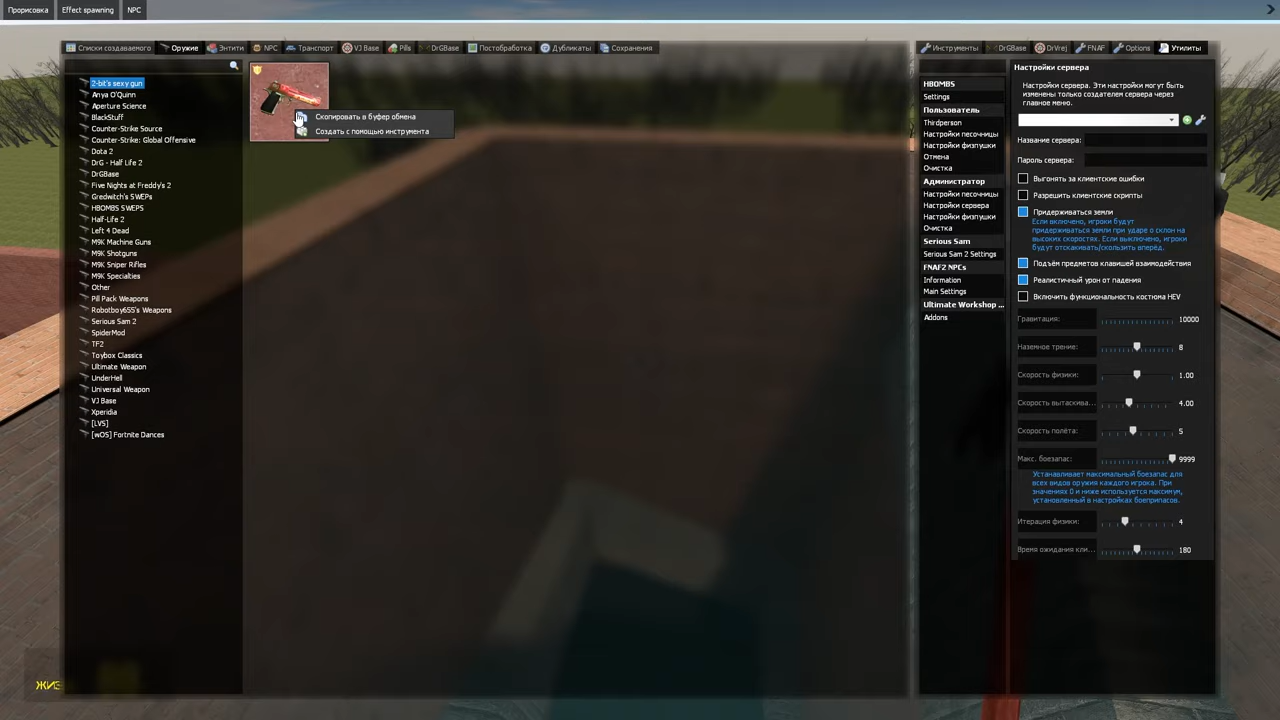 Прорисовка
Effect spawning
NPC
Списки создаваемого
Оружие
Энтити
NPC
Транспорт
VJ Base
Pills
DrGBase
Постобработка
Дубликаты
Сохранения
2-bit's sexy gun
Anya O'Quinn
Aperture Science
BlackStuff
Counter-Strike Source
Counter-Strike: Global Offensive
Dota 2
DrG - Half Life 2
DrGBase
Five Nights at Freddy's 2
Gredwitch's SWEPs
HBOMBS SWEPS
Half-Life 2
Left 4 Dead
M9K Machine Guns
M9K Shotguns
M9K Sniper Rifles
M9K Specialties
Other
Pill Pack Weapons
Robotboy655's Weapons
Serious Sam 2
SpiderMod
TF2
Toybox Classics
Ultimate Weapon
UnderHell
Universal Weapon
VJ Base
Xperidia
[LVS]
[wOS] Fortnite Dances
Скопировать в буфер обмена
Создать с помощью инструмента
Инструменты
DrGBase
DrVrej
FNAF
Options
Утилиты
HBOMBS
Settings
Пользователь
Thirdperson
Настройки песочницы
Настройки физпушки
Отмена
Очистка
Администратор
Настройки песочницы
Настройки сервера
Настройки физпушки
Очистка
Serious Sam
Serious Sam 2 Settings
FNAF2 NPCs
Information
Main Settings
Ultimate Workshop ...
Addons
Настройки сервера
Настройки сервера. Эти настройки могут быть
изменены только создателем сервера через
главное меню.
Название сервера:
Пароль сервера:
Выгонять за клиентские ошибки
Разрешить клиентские скрипты
Придерживаться земли
Если включено, игроки будут
придерживаться земли при ударе о склон на
высоких скоростях. Если выключено, игроки
будут отскакивать/скользить вперёд.
Подъём предметов клавишей взаимодействия
Реалистичный урон от падения
Включить функциональность костюма HEV
Гравитация: 10000
Наземное трение: 8
Скорость физики: 1.00
Скорость вытаскива... 4.00
Скорость полёта: 5
Макс. боезапас: 9999
Устанавливает максимальный боезапас для
всех видов оружия каждого игрока. При
значениях 0 и ниже используется максимум,
установленный в настройках боеприпасов.
Итерация физики: 4
Время ожидания кли... 180